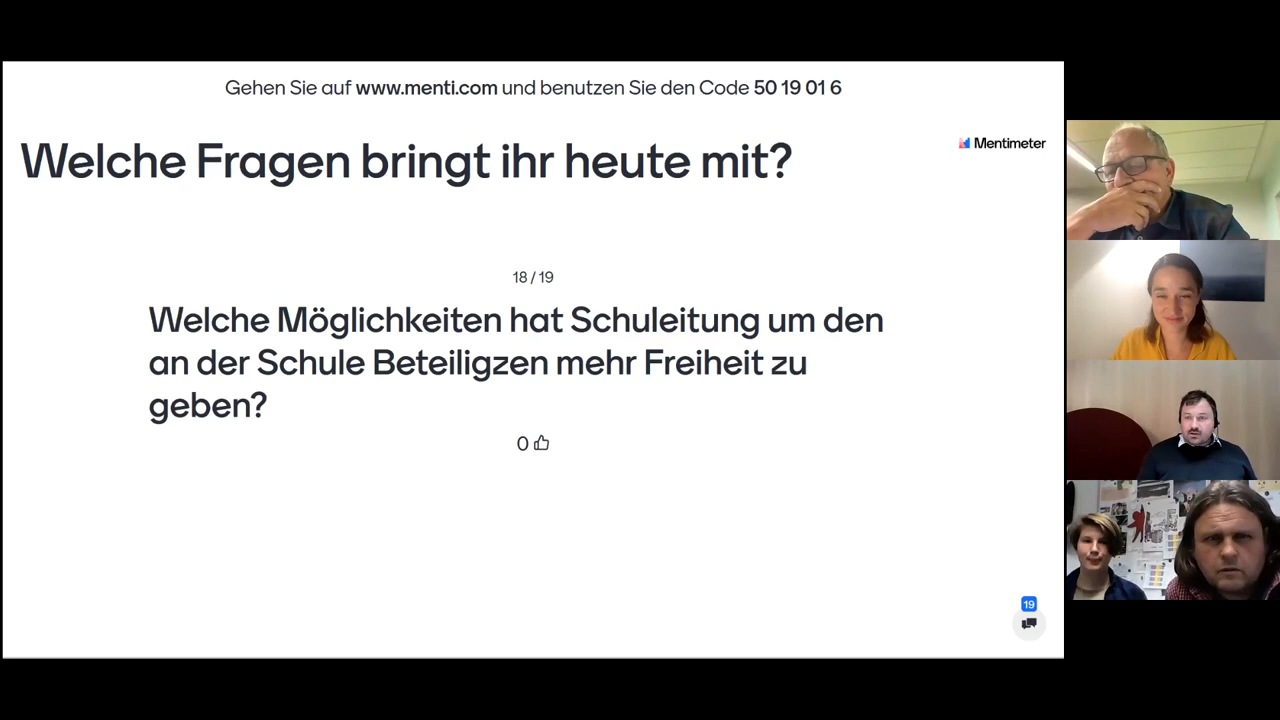 Gehen Sie auf www.menti.com und benutzen Sie den Code 50 19 01 6
Welche Fragen bringt ihr heute mit?
Mentimeter
18 / 19
Welche Möglichkeiten hat Schuleitung um den
an der Schule Beteiligzen mehr Freiheit zu
geben?
0
19